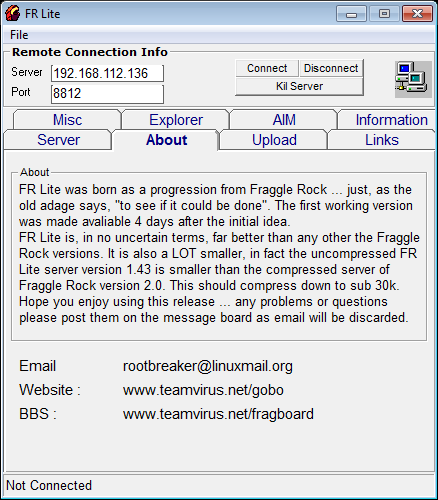 FR Lite
File
Remote Connection Info
Server 192.168.112.136 Connect Disconnect
Port 8812 Kil Server
Misc Explorer AIM Information
Server About Upload Links
About
FR Lite was born as a progression from Fraggle Rock ... just, as the
old adage says, "to see if it could be done". The first working version
was made avaliable 4 days after the initial idea.
FR Lite is, in no uncertain terms, far better than any other the Fraggle
Rock versions. It is also a LOT smaller, in fact the uncompressed FR
Lite server version 1.43 is smaller than the compressed server of
Fraggle Rock version 2.0. This should compress down to sub 30k.
Hope you enjoy using this release ... any problems or questions
please post them on the message board as email will be discarded.
Email rootbreaker@linuxmail.org
Website : www.teamvirus.net/gobo
BBS : www.teamvirus.net/fragboard
Not Connected